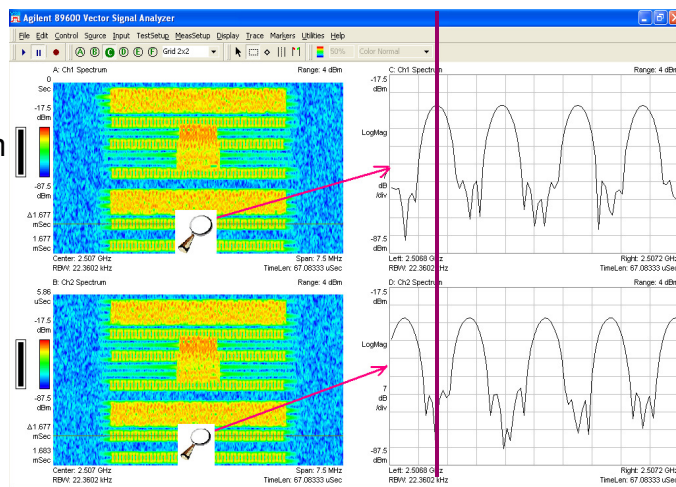 Agilent 89600 Vector Signal Analyzer
File Edit Control Source Input TestSetup MeasSetup Display Trace Markers Utilities Help
A B C D E F Grid 2x2 50% Color Normal
A: Ch1 Spectrum Range: 4 dBm
0
Sec
-17.5
dBm
-87.5
dBm
Δ1.677
mSec
1.677
mSec
Center: 2.507 GHz Span: 7.5 MHz
RBW: 22.3602 kHz TimeLen: 67.08333 uSec
C: Ch1 Spectrum Range: 4 dBm
-17.5
dBm
LogMag
7
dB
/div
-87.5
dBm
Left: 2.5068 GHz Right: 2.5072 GHz
RBW: 22.3602 kHz TimeLen: 67.08333 uSec
B: Ch2 Spectrum Range: 4 dBm
5.86
uSec
-17.5
dBm
-87.5
dBm
Δ1.677
mSec
1.683
mSec
Center: 2.507 GHz Span: 7.5 MHz
RBW: 22.3602 kHz TimeLen: 67.08333 uSec
D: Ch2 Spectrum Range: 4 dBm
-17.5
dBm
LogMag
7
dB
/div
-87.5
dBm
Left: 2.5068 GHz Right: 2.5072 GHz
RBW: 22.3602 kHz TimeLen: 67.08333 uSec